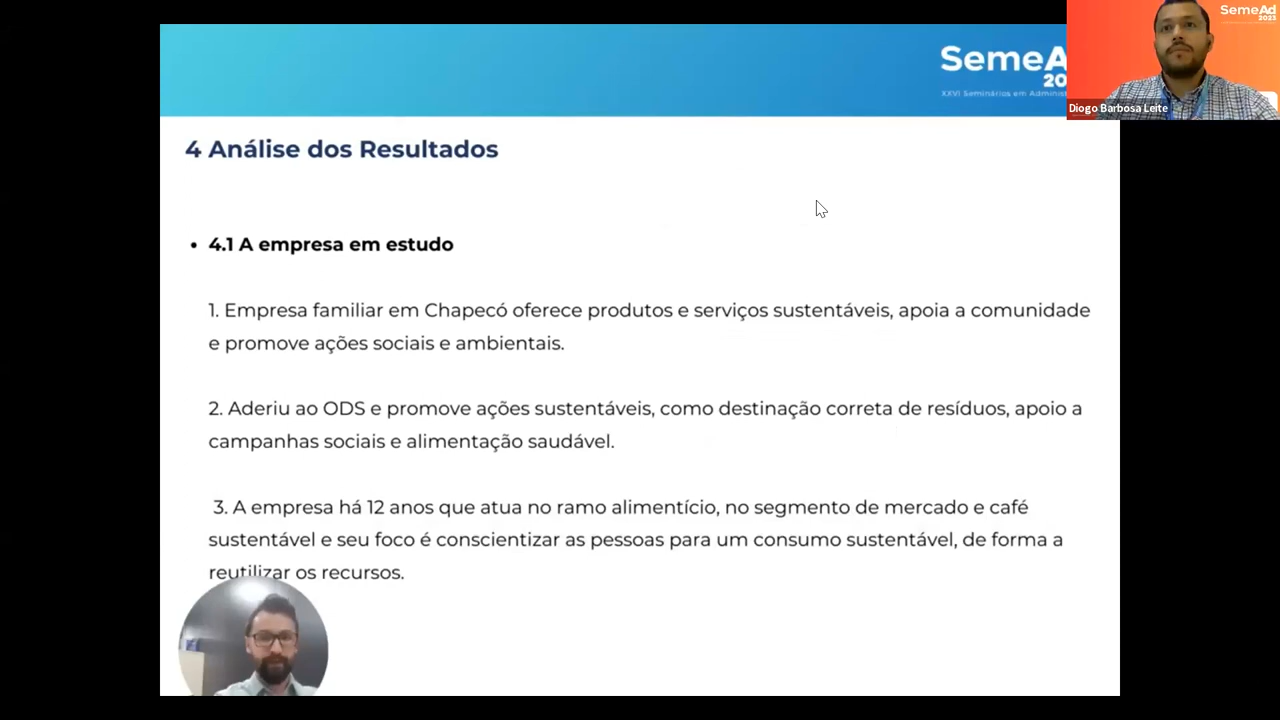 SemeA
20
XXVI Seminários em Administ
SemeAd
2023
Diogo Barbosa Leite
4 Análise dos Resultados
• 4.1 A empresa em estudo
1. Empresa familiar em Chapecó oferece produtos e serviços sustentáveis, apoia a comunidade
e promove ações sociais e ambientais.
2. Aderiu ao ODS e promove ações sustentáveis, como destinação correta de resíduos, apoio a
campanhas sociais e alimentação saudável.
3. A empresa há 12 anos que atua no ramo alimentício, no segmento de mercado e café
sustentável e seu foco é conscientizar as pessoas para um consumo sustentável, de forma a
reutilizar os recursos.